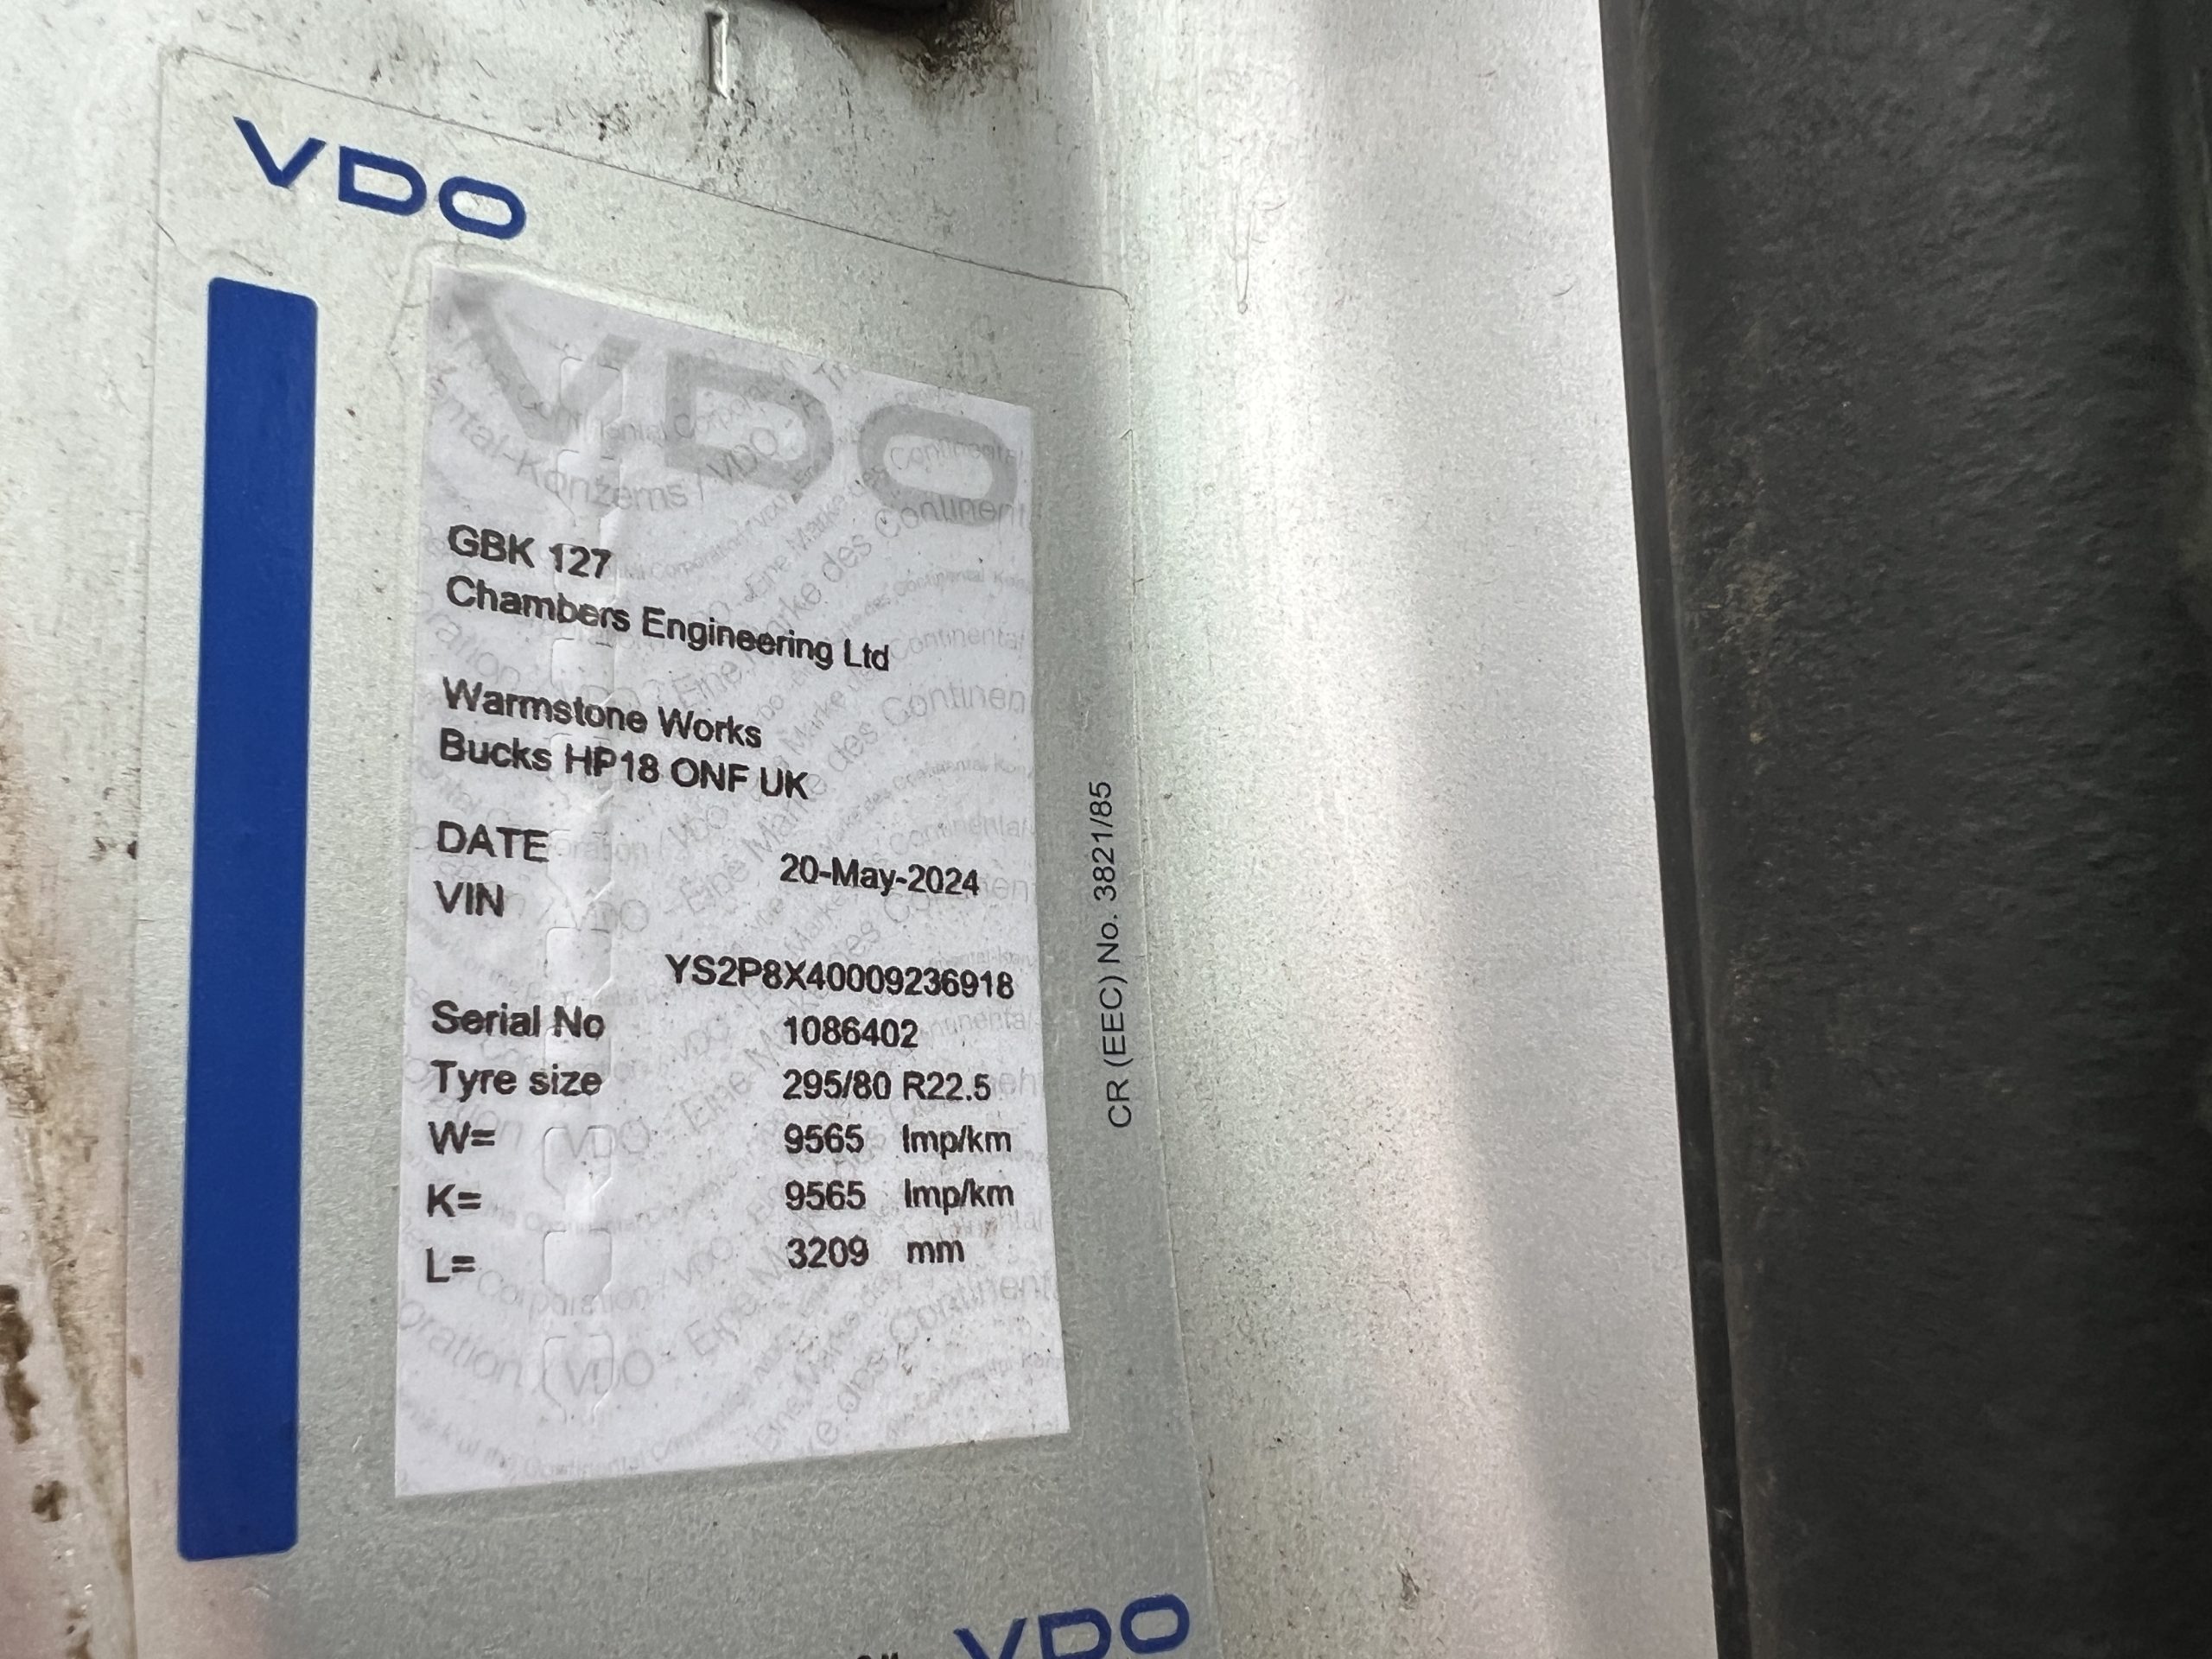 VDO
VDO
GBK 127
Chambers Engineering Ltd
Warmstone Works
Bucks HP18 ONF UK
DATE 20-May-2024
VIN
YS2P8X40009236918
Serial No 1086402
Tyre size 295/80 R22.5
W= 9565 Imp/km
K= 9565 Imp/km
L= 3209 mm
CR (EEC) No. 3821/85
VDO